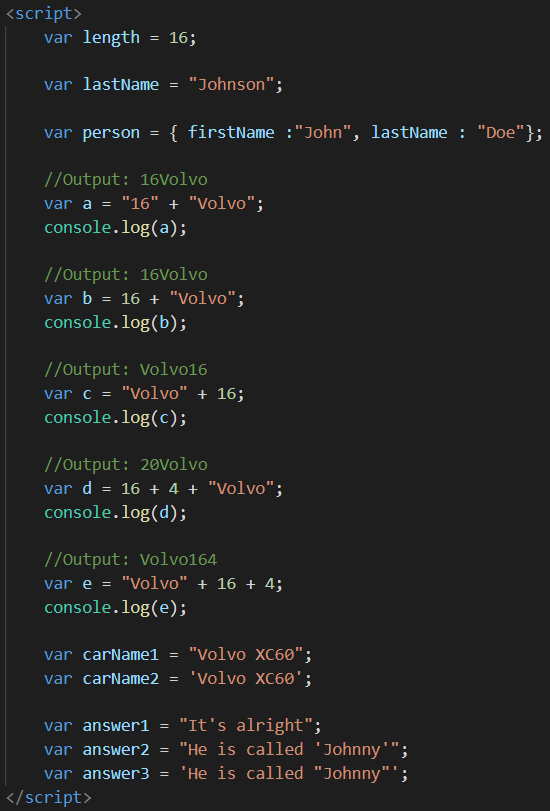 <script>
var length = 16;
var lastName = "Johnson";
var person = { firstName :"John", lastName : "Doe"};
//Output: 16Volvo
var a = "16" + "Volvo";
console.log(a);
//Output: 16Volvo
var b = 16 + "Volvo";
console.log(b);
//Output: Volvo16
var c = "Volvo" + 16;
console.log(c);
//Output: 20Volvo
var d = 16 + 4 + "Volvo";
console.log(d);
//Output: Volvo164
var e = "Volvo" + 16 + 4;
console.log(e);
var carName1 = "Volvo XC60";
var carName2 = 'Volvo XC60';
var answer1 = "It's alright";
var answer2 = "He is called 'Johnny'";
var answer3 = 'He is called "Johnny"';
</script>